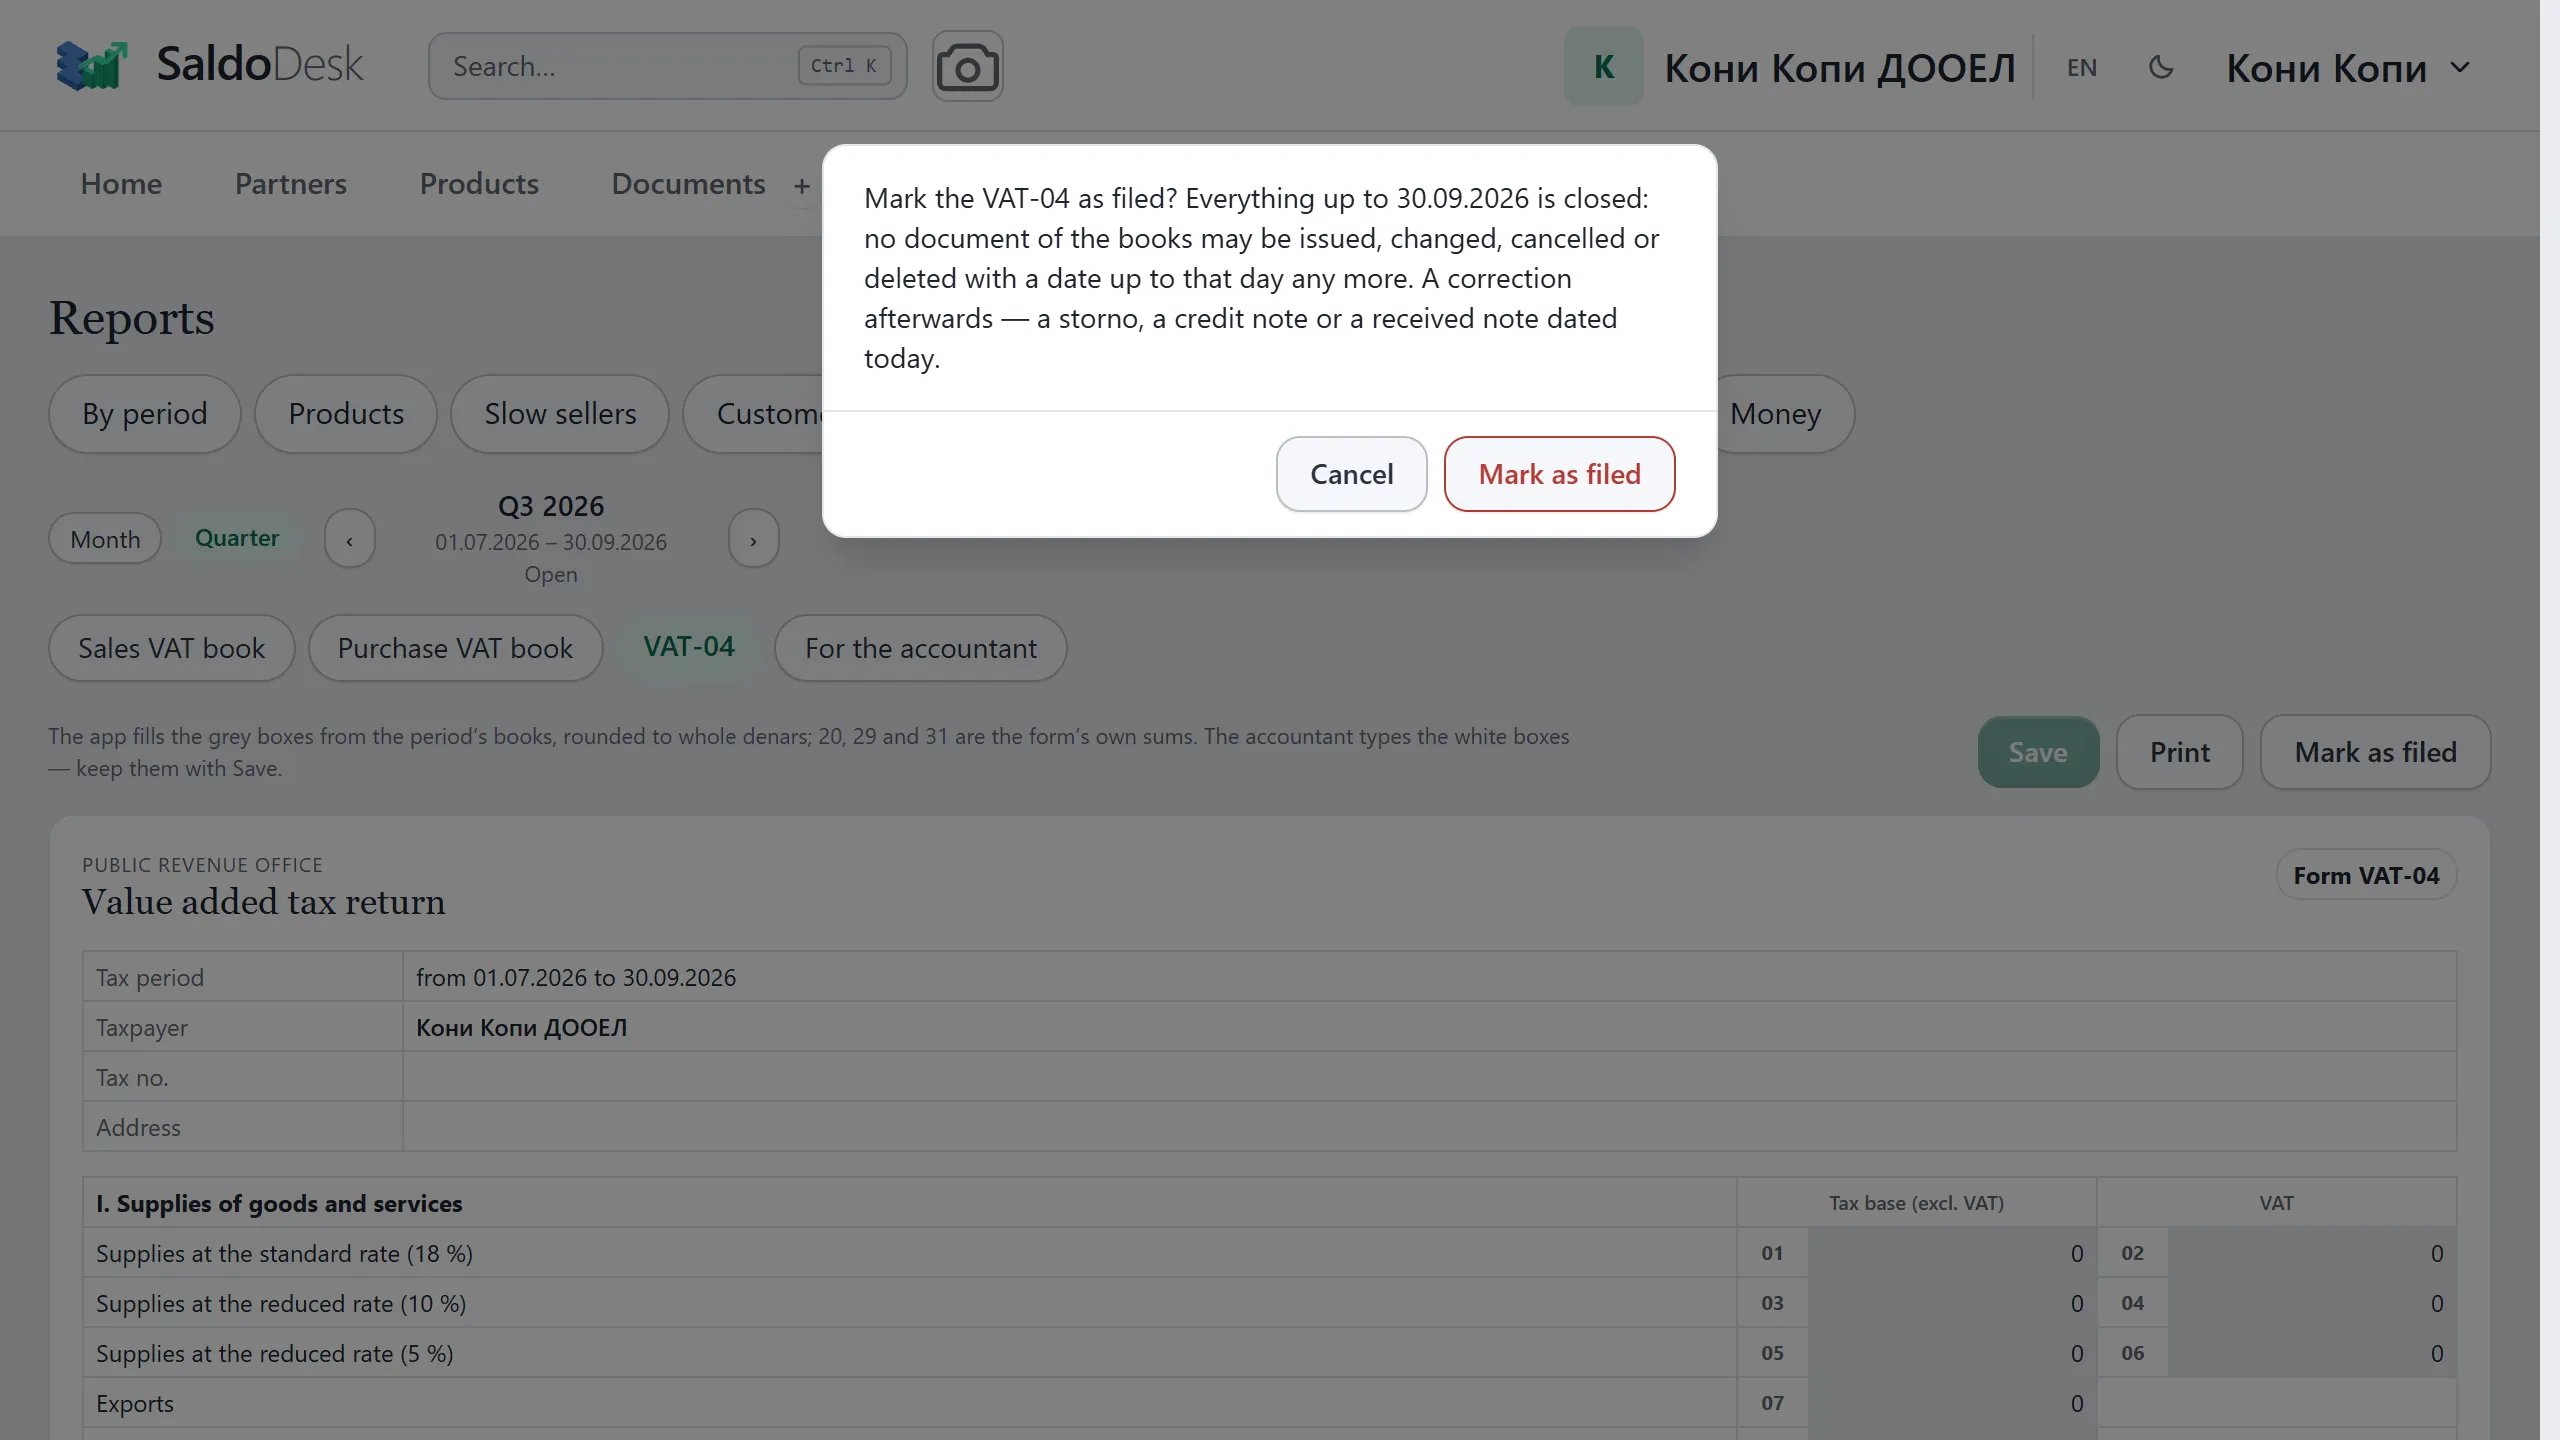 SaldoDesk
Search...
Ctrl K
K
Кони Копи ДООЕЛ
EN
Кони Копи
Home
Partners
Products
Documents
+
Mark the VAT-04 as filed? Everything up to 30.09.2026 is closed:
no document of the books may be issued, changed, cancelled or
deleted with a date up to that day any more. A correction
afterwards — a storno, a credit note or a received note dated
today.
Cancel
Mark as filed
Reports
By period
Products
Slow sellers
Money
Month
Quarter
‹
Q3 2026
01.07.2026 – 30.09.2026
Open
›
Sales VAT book
Purchase VAT book
VAT-04
For the accountant
The app fills the grey boxes from the period's books, rounded to whole denars; 20, 29 and 31 are the form's own sums. The accountant types the white boxes
— keep them with Save.
Save
Print
Mark as filed
PUBLIC REVENUE OFFICE
Value added tax return
Form VAT-04
Tax period from 01.07.2026 to 30.09.2026
Taxpayer Кони Копи ДООЕЛ
Tax no.
Address
I. Supplies of goods and services Tax base (excl. VAT) VAT
Supplies at the standard rate (18 %) 01 0 02 0
Supplies at the reduced rate (10 %) 03 0 04 0
Supplies at the reduced rate (5 %) 05 0 06 0
Exports 07 0